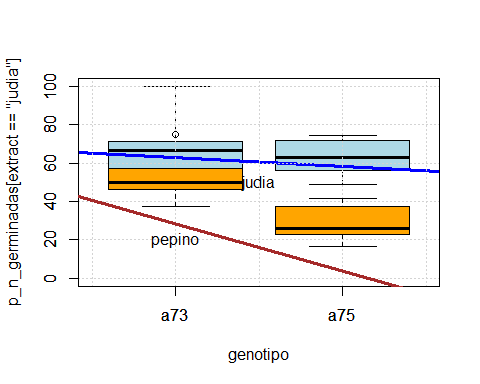 p_n_germinadas[extract == "judia"]
100
80
60
40
20
0
judia
pepino
a73
a75
genotipo